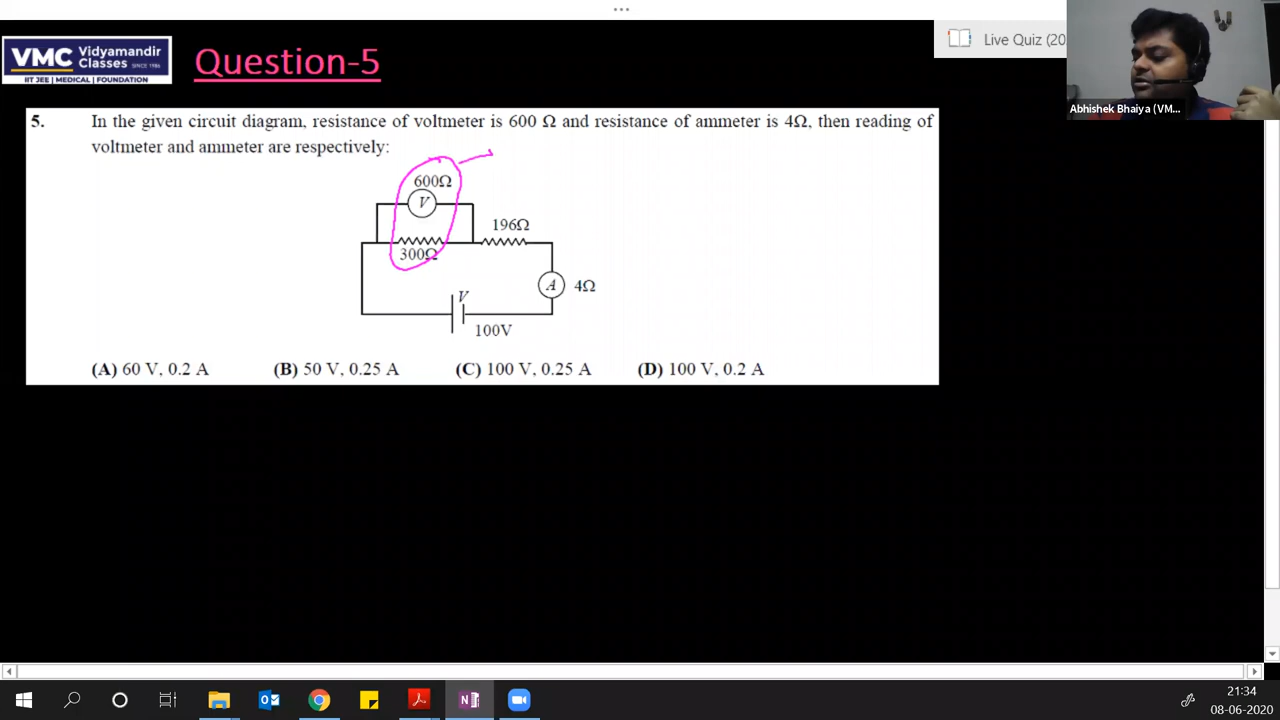 VMC Vidyamandir Classes SINCE 1986
IIT JEE | MEDICAL | FOUNDATION
Question-5
Live Quiz (20
Abhishek Bhaiya (VM...
5. In the given circuit diagram, resistance of voltmeter is 600 Ω and resistance of ammeter is 4Ω, then reading of
voltmeter and ammeter are respectively:
600Ω
V
196Ω
300Ω
A 4Ω
V
100V
(A) 60 V, 0.2 A (B) 50 V, 0.25 A (C) 100 V, 0.25 A (D) 100 V, 0.2 A
21:34
08-06-2020